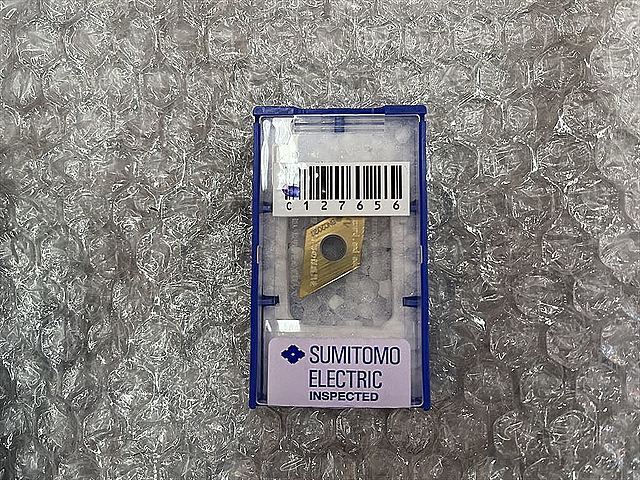 C127656
SUMITOMO
ELECTRIC
INSPECTED